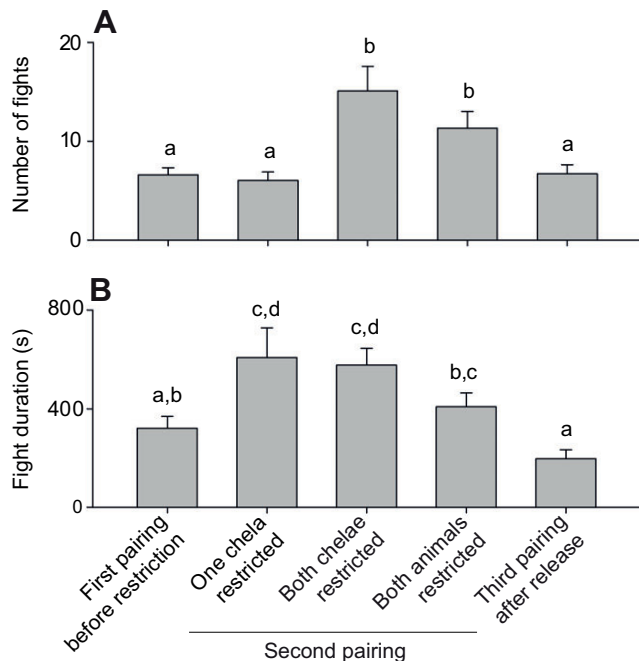 A
Number of fights
20
10
0
a
a
b
b
a
B
Fight duration (s)
800
400
0
a,b
c,d
c,d
b,c
a
First pairing
before restriction
One chela
restricted
Both chelae
restricted
Both animals
restricted
Third pairing
after release
Second pairing